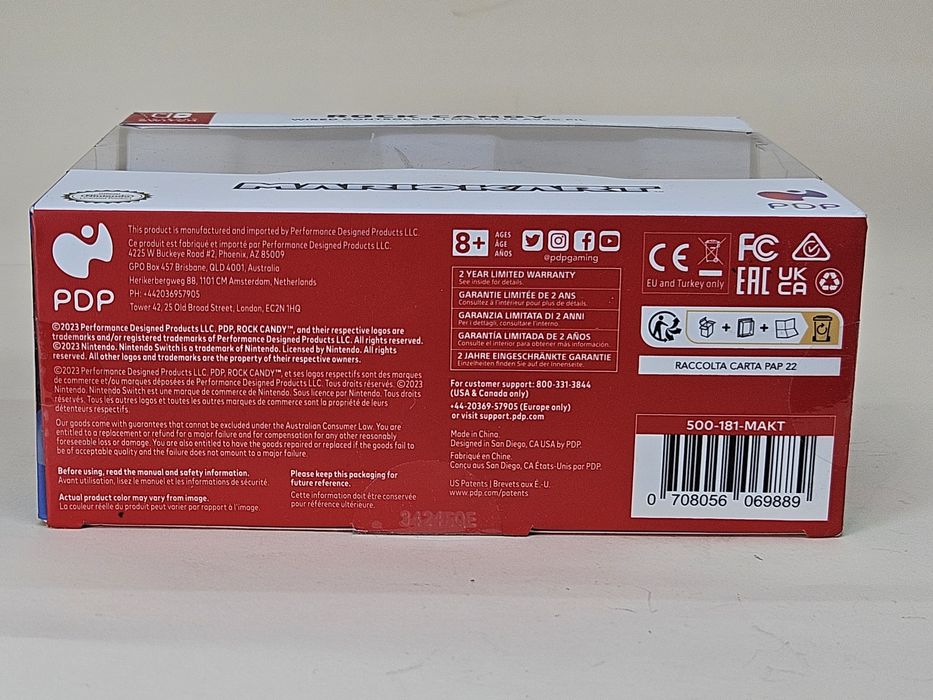 SWITCH
ROCK CANDY
MARIOKART
Nintendo
PDP
PDP
This product is manufactured and imported by Performance Designed Products LLC.
Ce produit est fabriqué et importé par Performance Designed Products LLC.
4225 W Buckeye Road #2, Phoenix, AZ 85009
GPO Box 457 Brisbane, QLD 4001, Australia
Herikerbergweg 88, 1101 CM Amsterdam, Netherlands
PH: +442036957905
Tower 42, 25 Old Broad Street, London, EC2N 1HQ
©2023 Performance Designed Products LLC. PDP, ROCK CANDY™, and their respective logos are
trademarks and/or registered trademarks of Performance Designed Products LLC. All rights reserved.
©2023 Nintendo. Nintendo Switch is a trademark of Nintendo. Licensed by Nintendo. All rights
reserved. All other logos and trademarks are the property of their respective owners.
©2023 Performance Designed Products LLC. PDP, ROCK CANDY™, et ses logos respectifs sont des marques
de commerce et/ou marques déposées de Performance Designed Products LLC. Tous droits réservés. ©2023
Nintendo. Nintendo Switch est une marque de commerce de Nintendo. Sous licence par Nintendo. Tous droits
réservés. Tous les autres logos et toutes les autres marques de commerce sont la propriété de leurs
détenteurs respectifs.
Our goods come with guarantees that cannot be excluded under the Australian Consumer Law. You are
entitled to a replacement or refund for a major failure and for compensation for any other reasonably
foreseeable loss or damage. You are also entitled to have the goods repaired or replaced if the goods fail to
be of acceptable quality and the failure does not amount to a major failure.
Before using, read the manual and safety information.
Avant utilisation, lisez le manuel et les informations de sécurité.
Actual product color may vary from image.
La couleur réelle du produit peut varier par rapport à l'image.
Please keep this packaging for
future reference.
Cette information doit être conservée
pour référence ultérieure.
8+
AGES
ÂGE
AÑOS
@pdpgaming
2 YEAR LIMITED WARRANTY
See inside for details.
GARANTIE LIMITÉE DE 2 ANS
Consultez à l'intérieur pour plus de détails.
GARANZIA LIMITATA DI 2 ANNI
Per i dettagli, consultare l'interno.
GARANTÍA LIMITADA DE 2 AÑOS
Consulte el interior para obtener más información.
2 JAHRE EINGESCHRÄNKTE GARANTIE
Einzelheiten finden Sie auf der Innenseite.
For customer support: 800-331-3844
(USA & Canada only)
+44-20369-57905 (Europe only)
or visit support.pdp.com
Made in China.
Designed in San Diego, CA USA by PDP.
Fabriqué en Chine.
Conçu aus San Diego, CA États-Unis par PDP.
US Patents | Brevets aux É.-U.
www.pdp.com/patents
CE
FC
EU and Turkey only
EAC
UK
CA
+
+
RACCOLTA CARTA PAP 22
500-181-MAKT
0 708056 069889